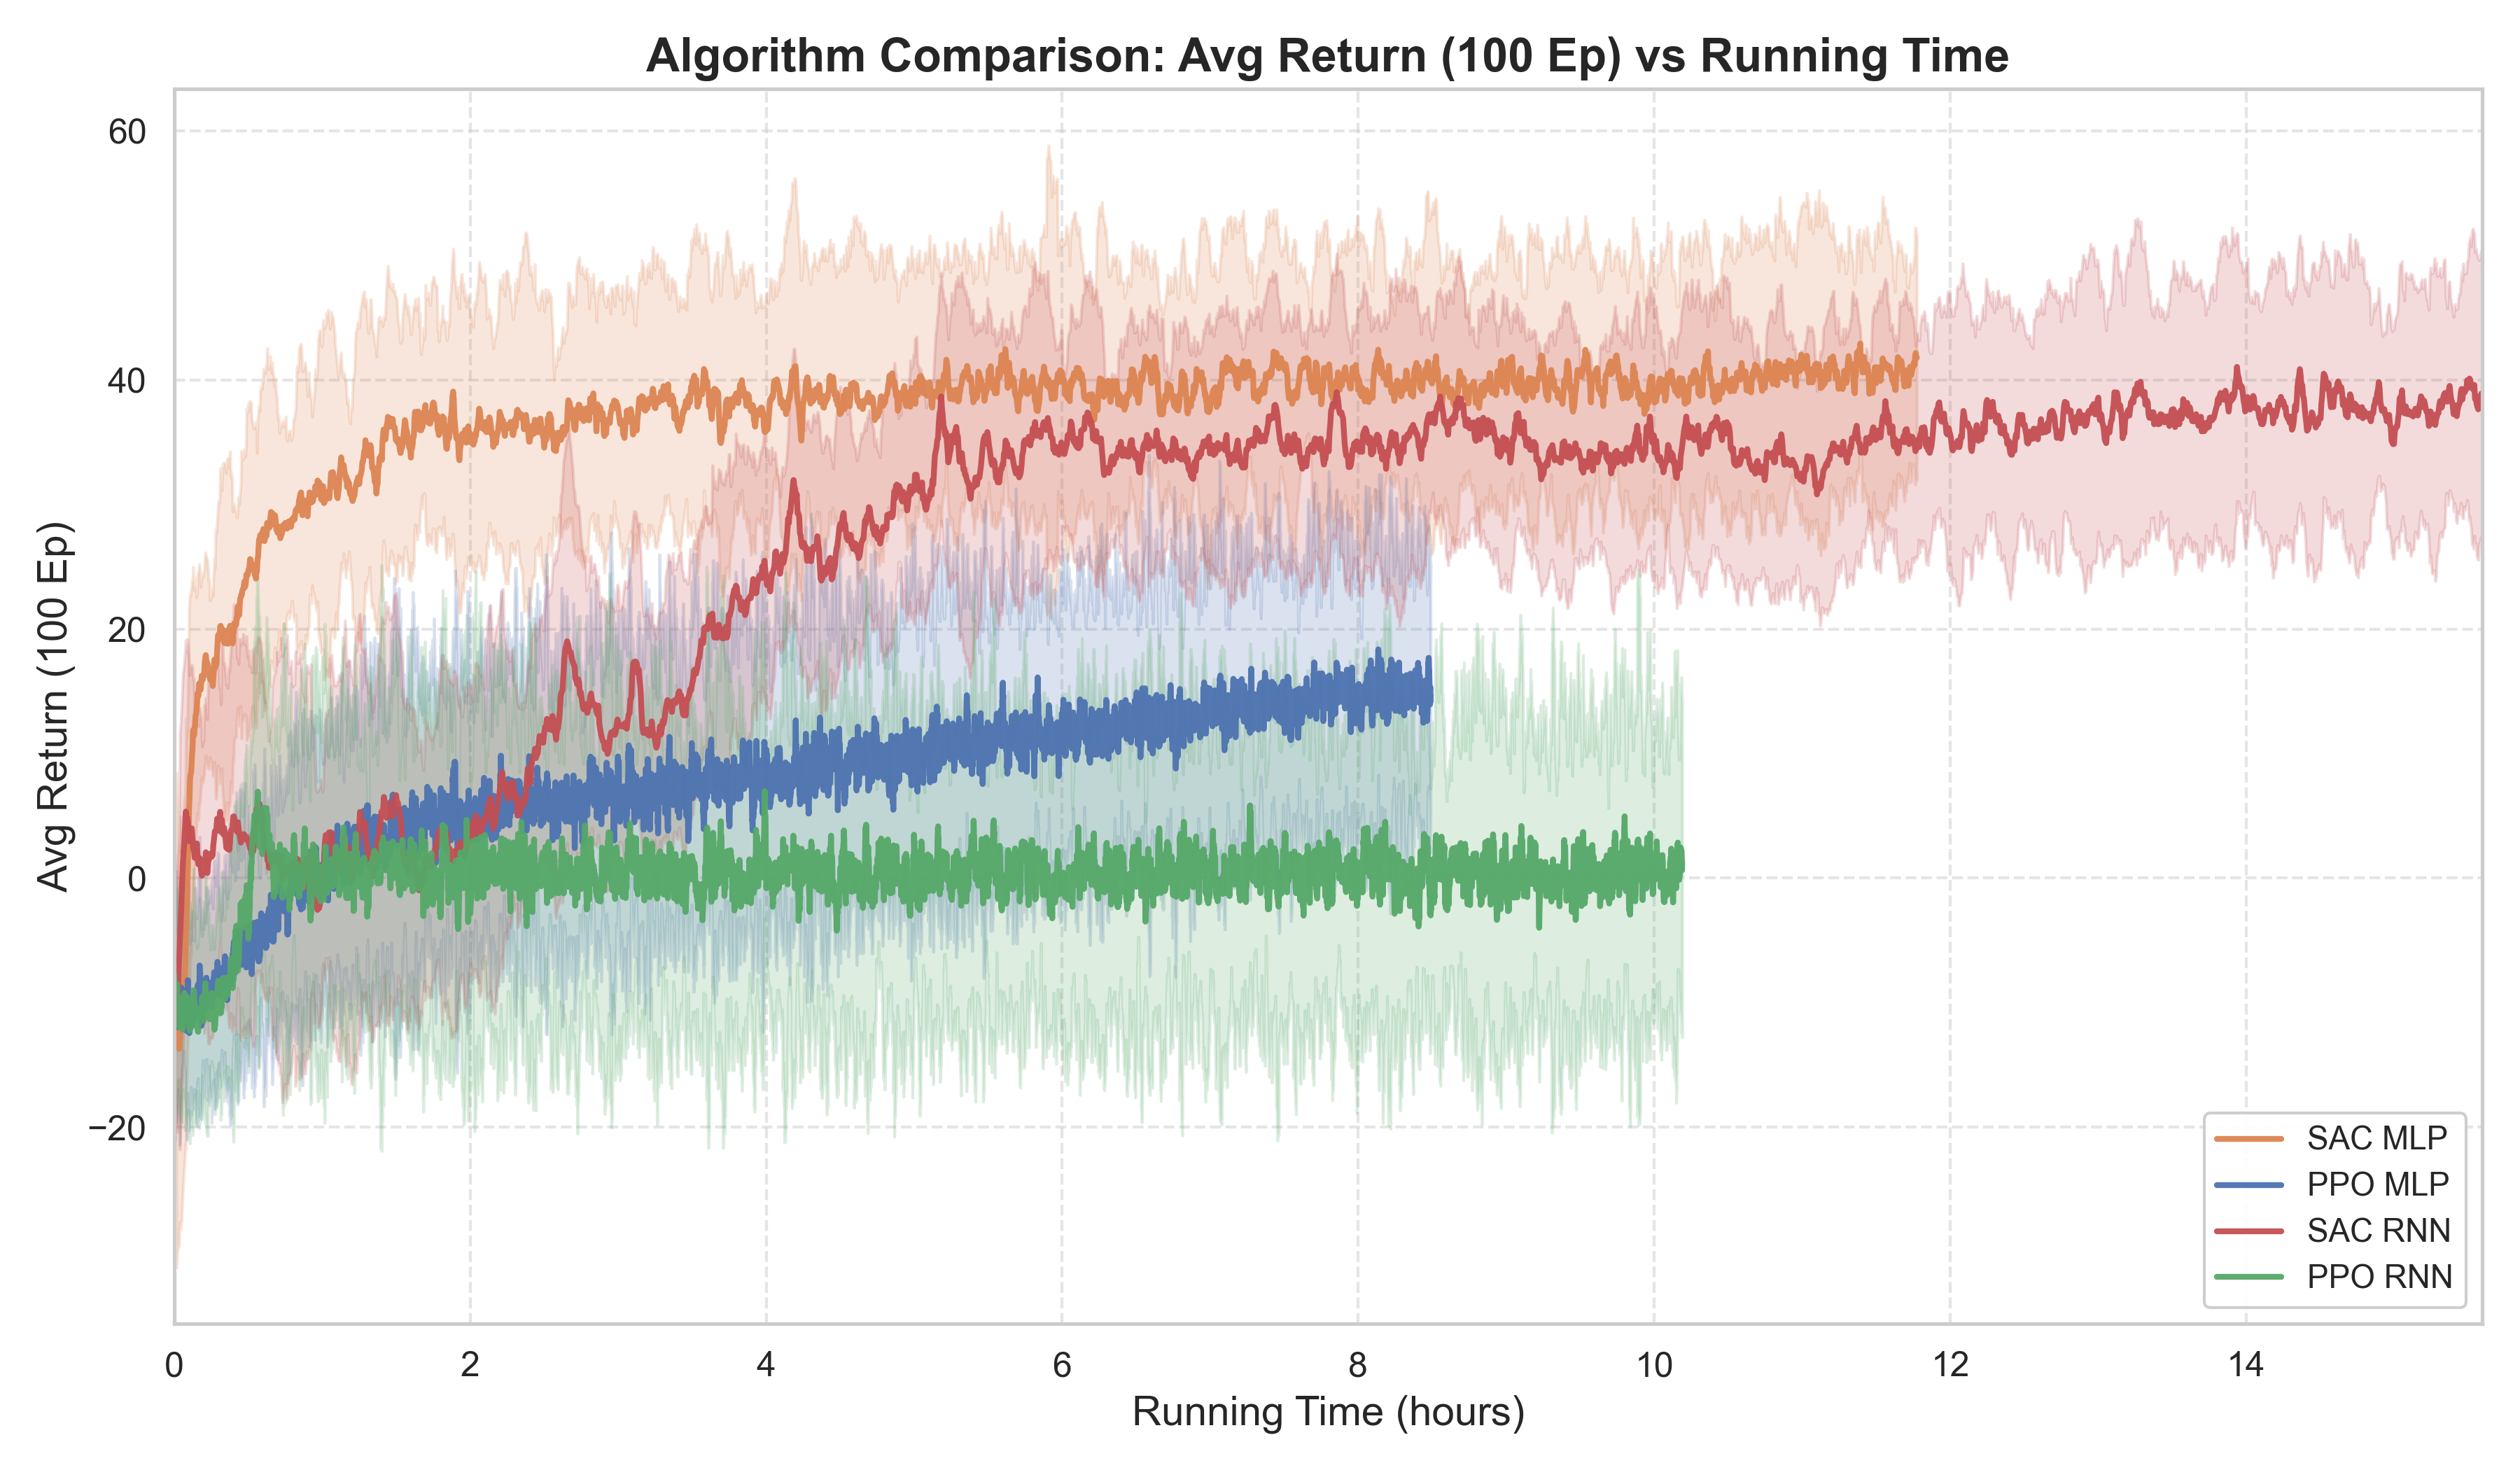 Algorithm Comparison: Avg Return (100 Ep) vs Running Time
Avg Return (100 Ep)
60
40
20
0
−20
0 2 4 6 8 10 12 14
Running Time (hours)
SAC MLP
PPO MLP
SAC RNN
PPO RNN